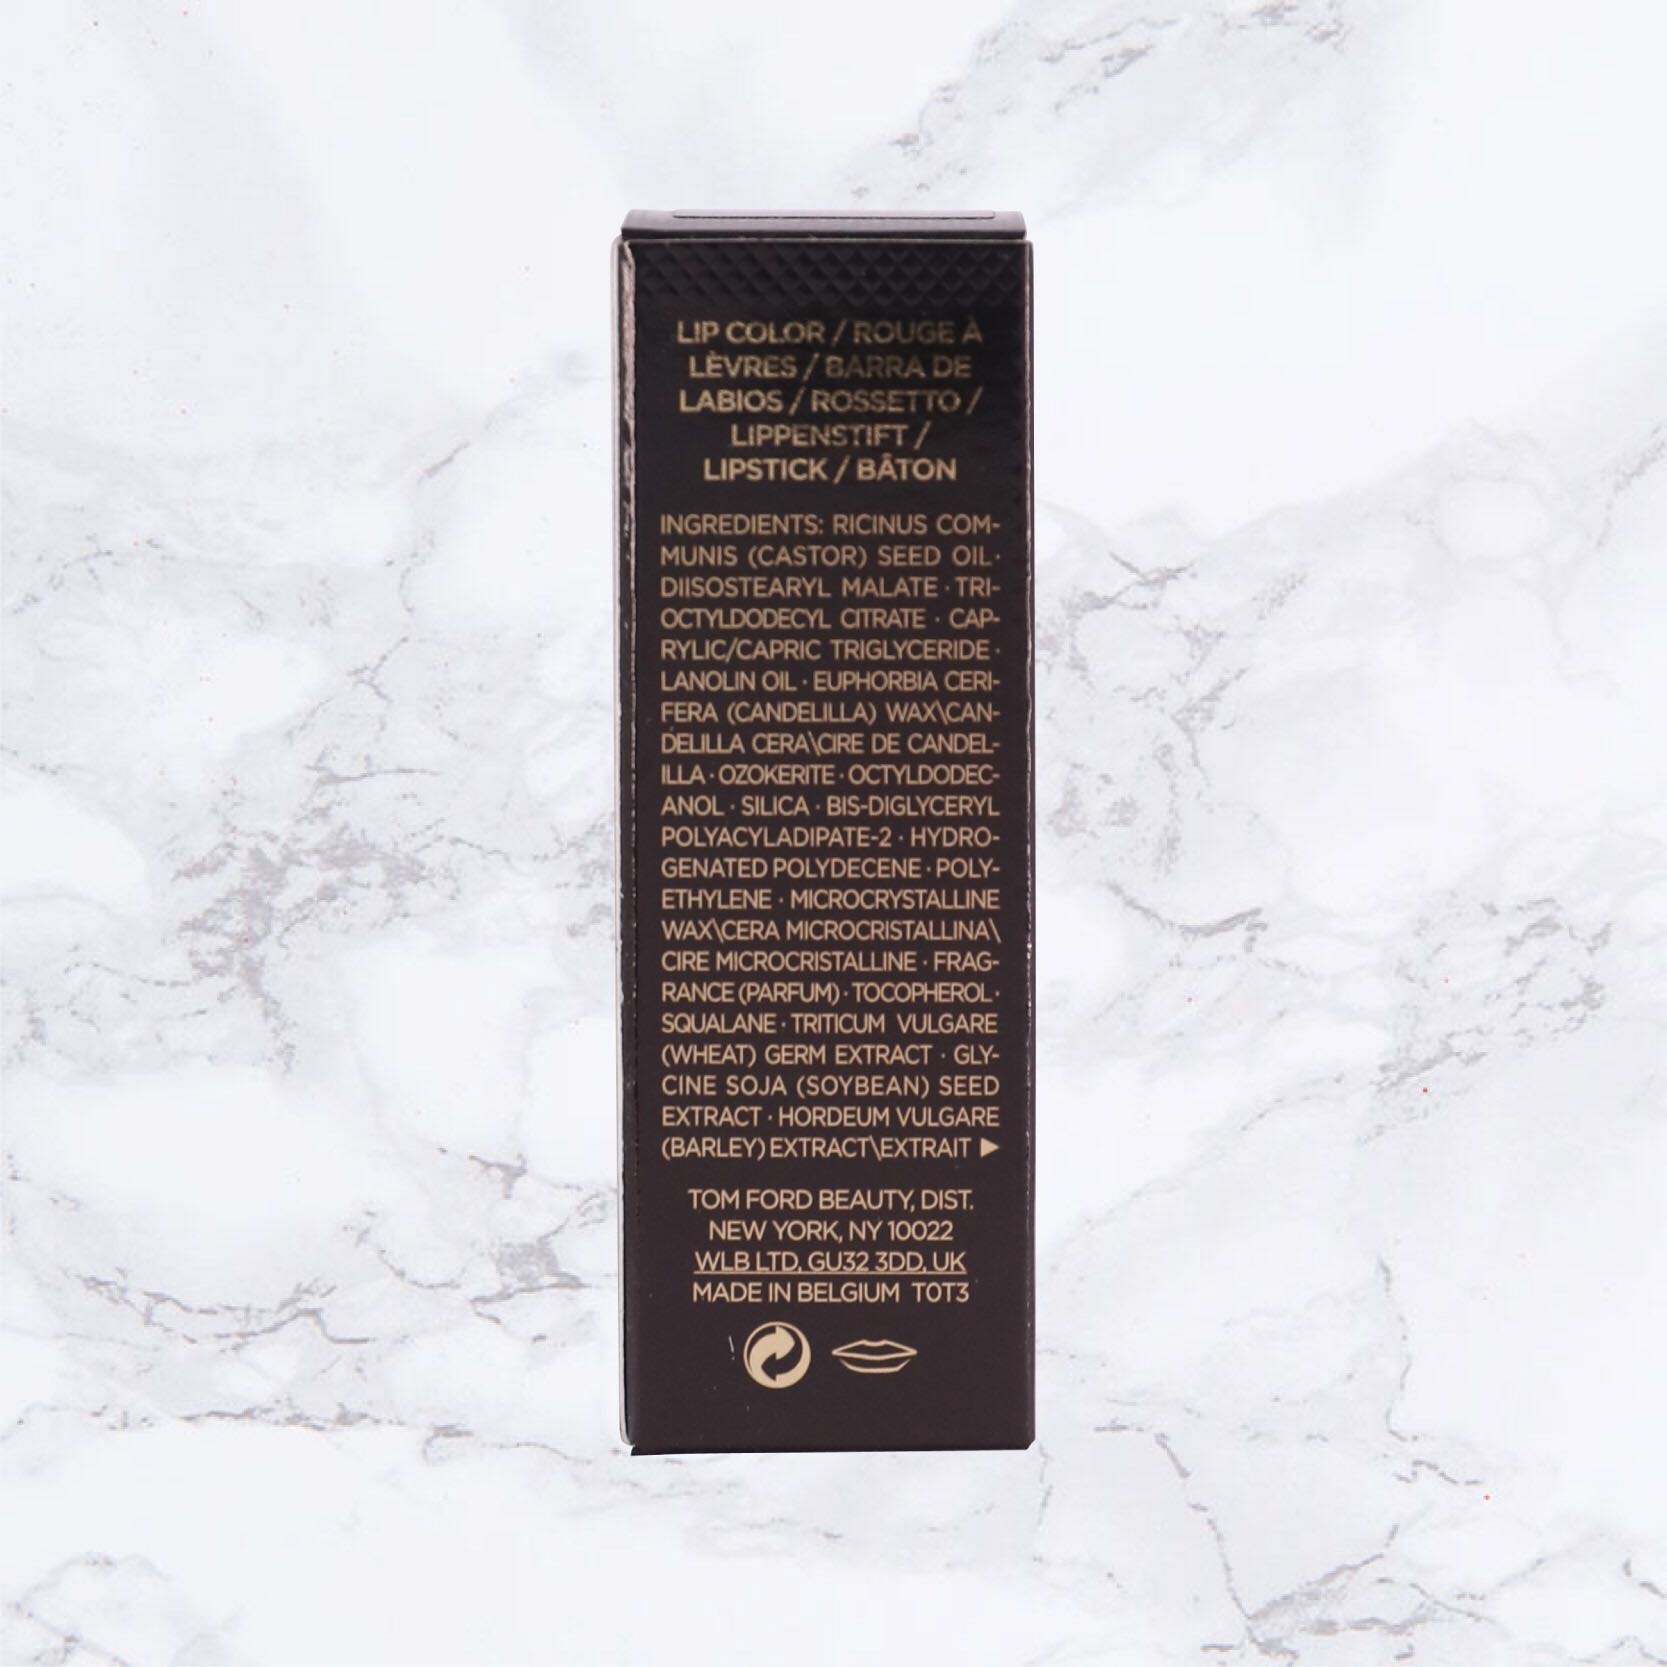 LIP COLOR / ROUGE À
LÈVRES / BARRA DE
LABIOS / ROSSETTO /
LIPPENSTIFT /
LIPSTICK / BÂTON
INGREDIENTS: RICINUS COM-
MUNIS (CASTOR) SEED OIL ·
DIISOSTEARYL MALATE · TRI-
OCTYLDODECYL CITRATE · CAP-
RYLIC/CAPRIC TRIGLYCERIDE ·
LANOLIN OIL · EUPHORBIA CERI-
FERA (CANDELILLA) WAX\CAN-
DELILLA CERA\CIRE DE CANDEL-
ILLA · OZOKERITE · OCTYLDODEC-
ANOL · SILICA · BIS-DIGLYCERYL
POLYACYLADIPATE-2 · HYDRO-
GENATED POLYDECENE · POLY-
ETHYLENE · MICROCRYSTALLINE
WAX\CERA MICROCRISTALLINA\
CIRE MICROCRISTALLINE · FRAG-
RANCE (PARFUM) · TOCOPHEROL ·
SQUALANE · TRITICUM VULGARE
(WHEAT) GERM EXTRACT · GLY-
CINE SOJA (SOYBEAN) SEED
EXTRACT · HORDEUM VULGARE
(BARLEY) EXTRACT\EXTRAIT ►
TOM FORD BEAUTY, DIST.
NEW YORK, NY 10022
WLB LTD, GU32 3DD, UK
MADE IN BELGIUM T0T3